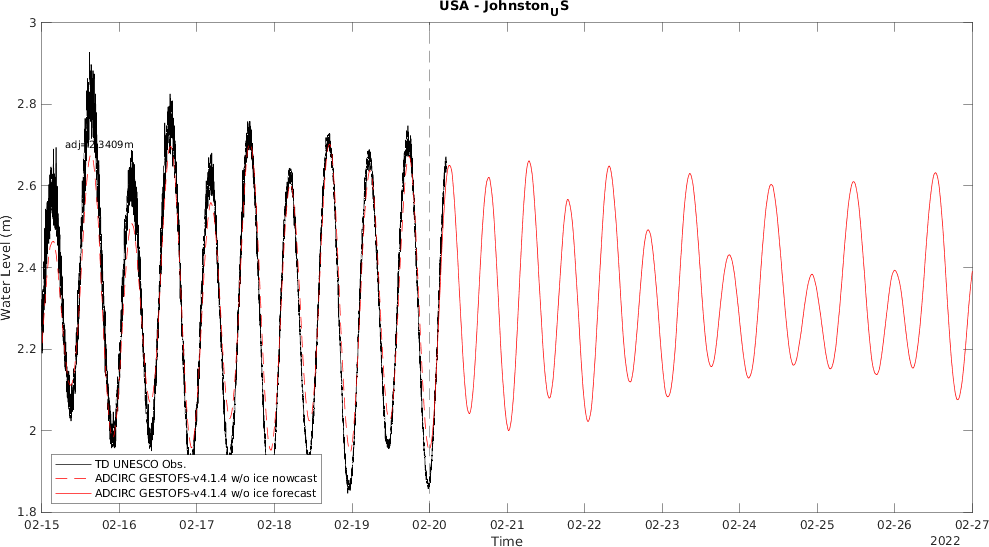 USA - Johnston_US
3
2.8
adj=2.3409m
2.6
2.4
Water Level (m)
2.2
2
TD UNESCO Obs.
ADCIRC GESTOFS-v4.1.4 w/o ice nowcast
ADCIRC GESTOFS-v4.1.4 w/o ice forecast
1.8
02-15 02-16 02-17 02-18 02-19 02-20 02-21 02-22 02-23 02-24 02-25 02-26 02-27
Time
2022